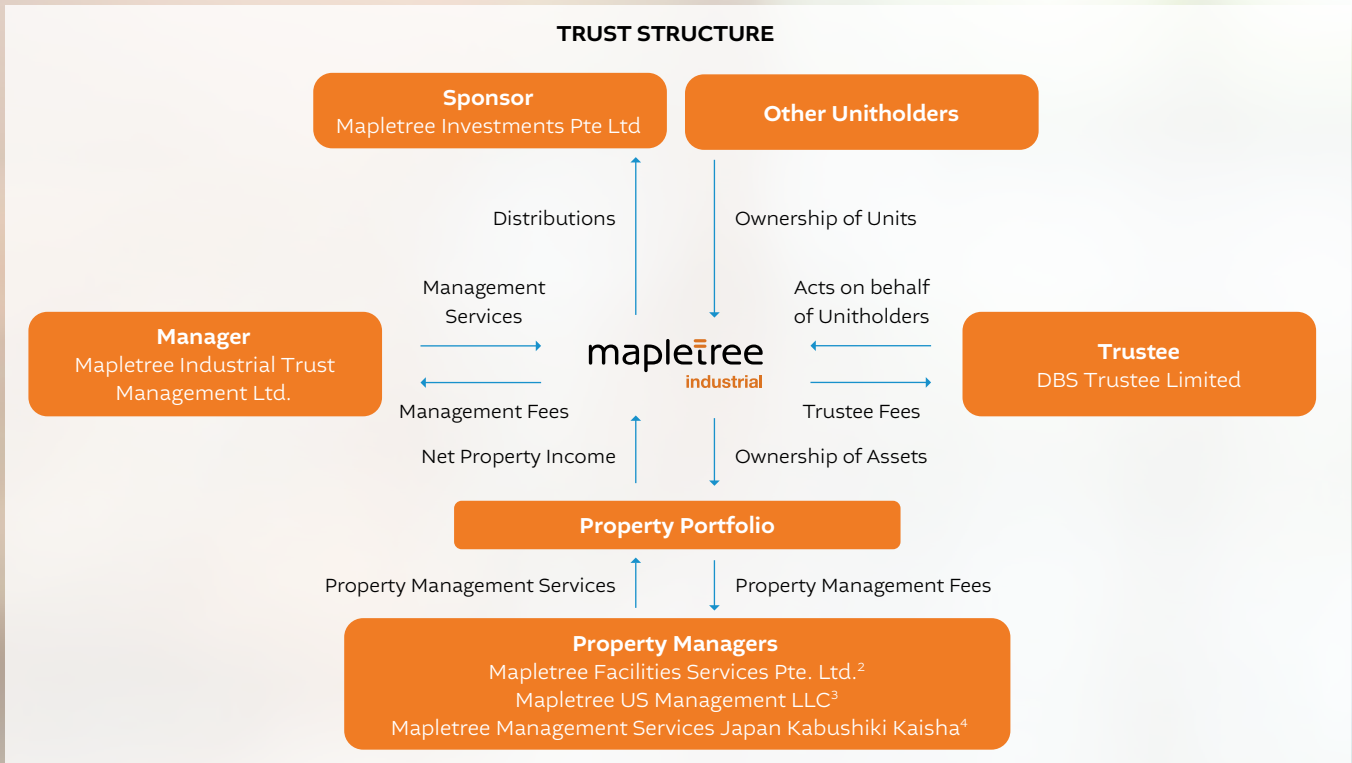 TRUST STRUCTURE
Sponsor
Mapletree Investments Pte Ltd
Other Unitholders
Distributions
Ownership of Units
Management
Services
Acts on behalf
of Unitholders
Manager
Mapletree Industrial Trust
Management Ltd.
mapletree
industrial
Trustee
DBS Trustee Limited
Management Fees
Trustee Fees
Net Property Income
Ownership of Assets
Property Portfolio
Property Management Services
Property Management Fees
Property Managers
Mapletree Facilities Services Pte. Ltd.²
Mapletree US Management LLC³
Mapletree Management Services Japan Kabushiki Kaisha⁴